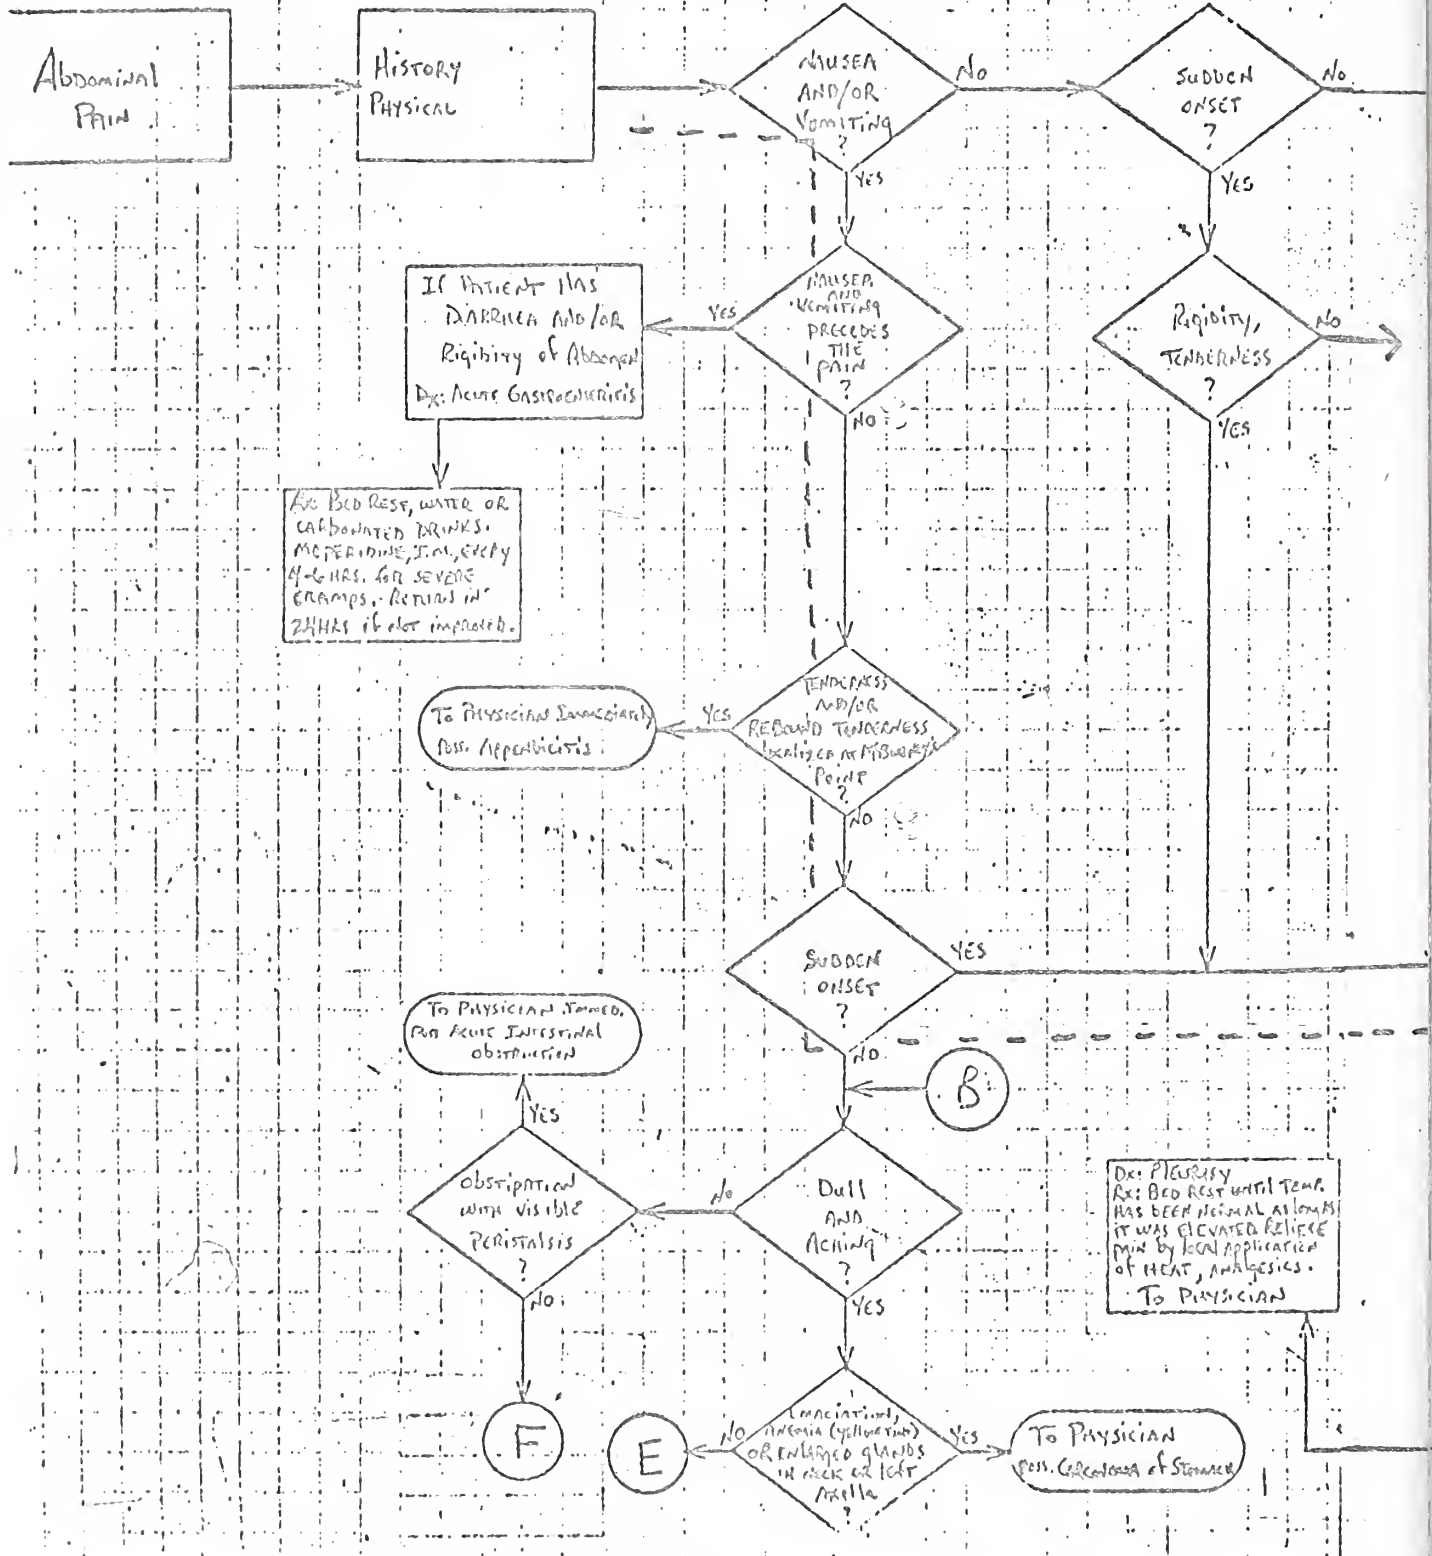 Abdominal
Pain
History
Physical
Nausea
and/or
Vomiting
?
No
Yes
Sudden
onset
?
No
Yes
Nausea
and
vomiting
precedes
the
pain
?
Yes
No
If Patient has
Diarrhea and/or
Rigidity of Abdomen
Dx: Acute Gastroenteritis
Rx: Bed Rest, water or
carbonated drinks.
Meperidine, I.M., every
4-6 hrs. for severe
cramps. Return in
24 hrs if not improved.
Rigidity,
Tenderness
?
No
Yes
Tenderness
and/or
Rebound Tenderness
localized at McBurney's
Point
?
Yes
No
To Physician Immediately
Poss. Appendicitis
Sudden
onset
?
Yes
No
B
To Physician Immed.
Poss Acute Intestinal
Obstruction
Yes
Obstipation
with visible
peristalsis
?
No
Dull
and
Aching
?
No
Yes
Dx: Pleurisy
Rx: Bed rest until temp.
has been normal as long as
it was elevated relieve
pain by local application
of heat, analgesics.
To Physician
F
E
No
Emaciation,
Anemia (yellow tint)
or enlarged glands
in neck or left
Axilla
?
Yes
To Physician
poss. Carcinoma of Stomach